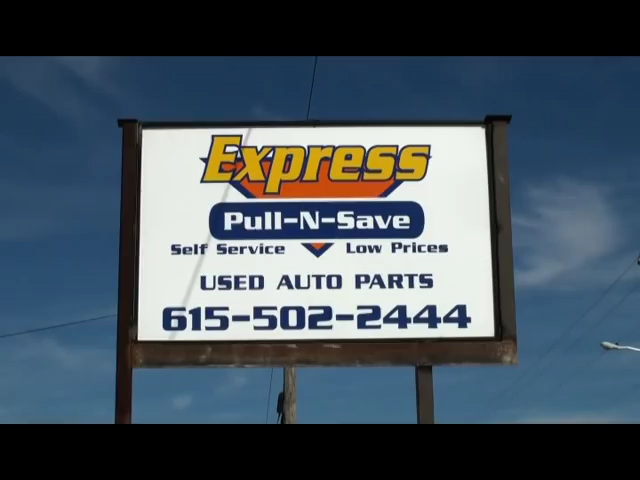 Express
Pull-N-Save
Self Service Low Prices
USED AUTO PARTS
615-502-2444